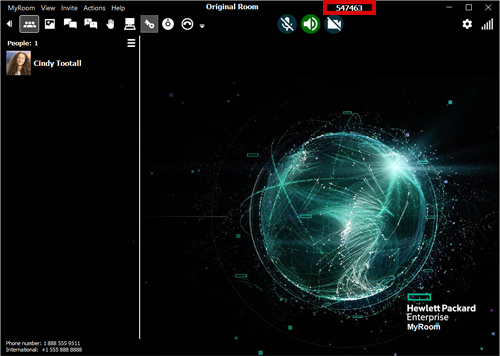 MyRoom View Invite Actions Help
Original Room
547463
People: 1
Cindy Tootall
Hewlett Packard
Enterprise
MyRoom
Phone number: 1 888 555 9511
International: +1 555 888 8888